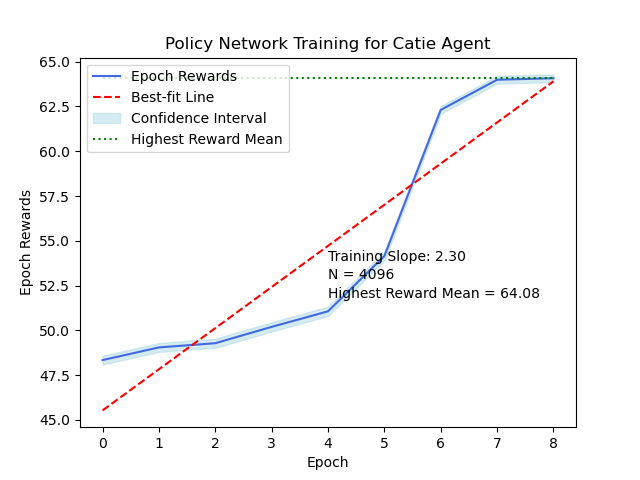 Policy Network Training for Catie Agent
Epoch Rewards
Best-fit Line
Confidence Interval
Highest Reward Mean
65.0
62.5
60.0
57.5
55.0
52.5
50.0
47.5
45.0
Epoch Rewards
Training Slope: 2.30
N = 4096
Highest Reward Mean = 64.08
0 1 2 3 4 5 6 7 8
Epoch